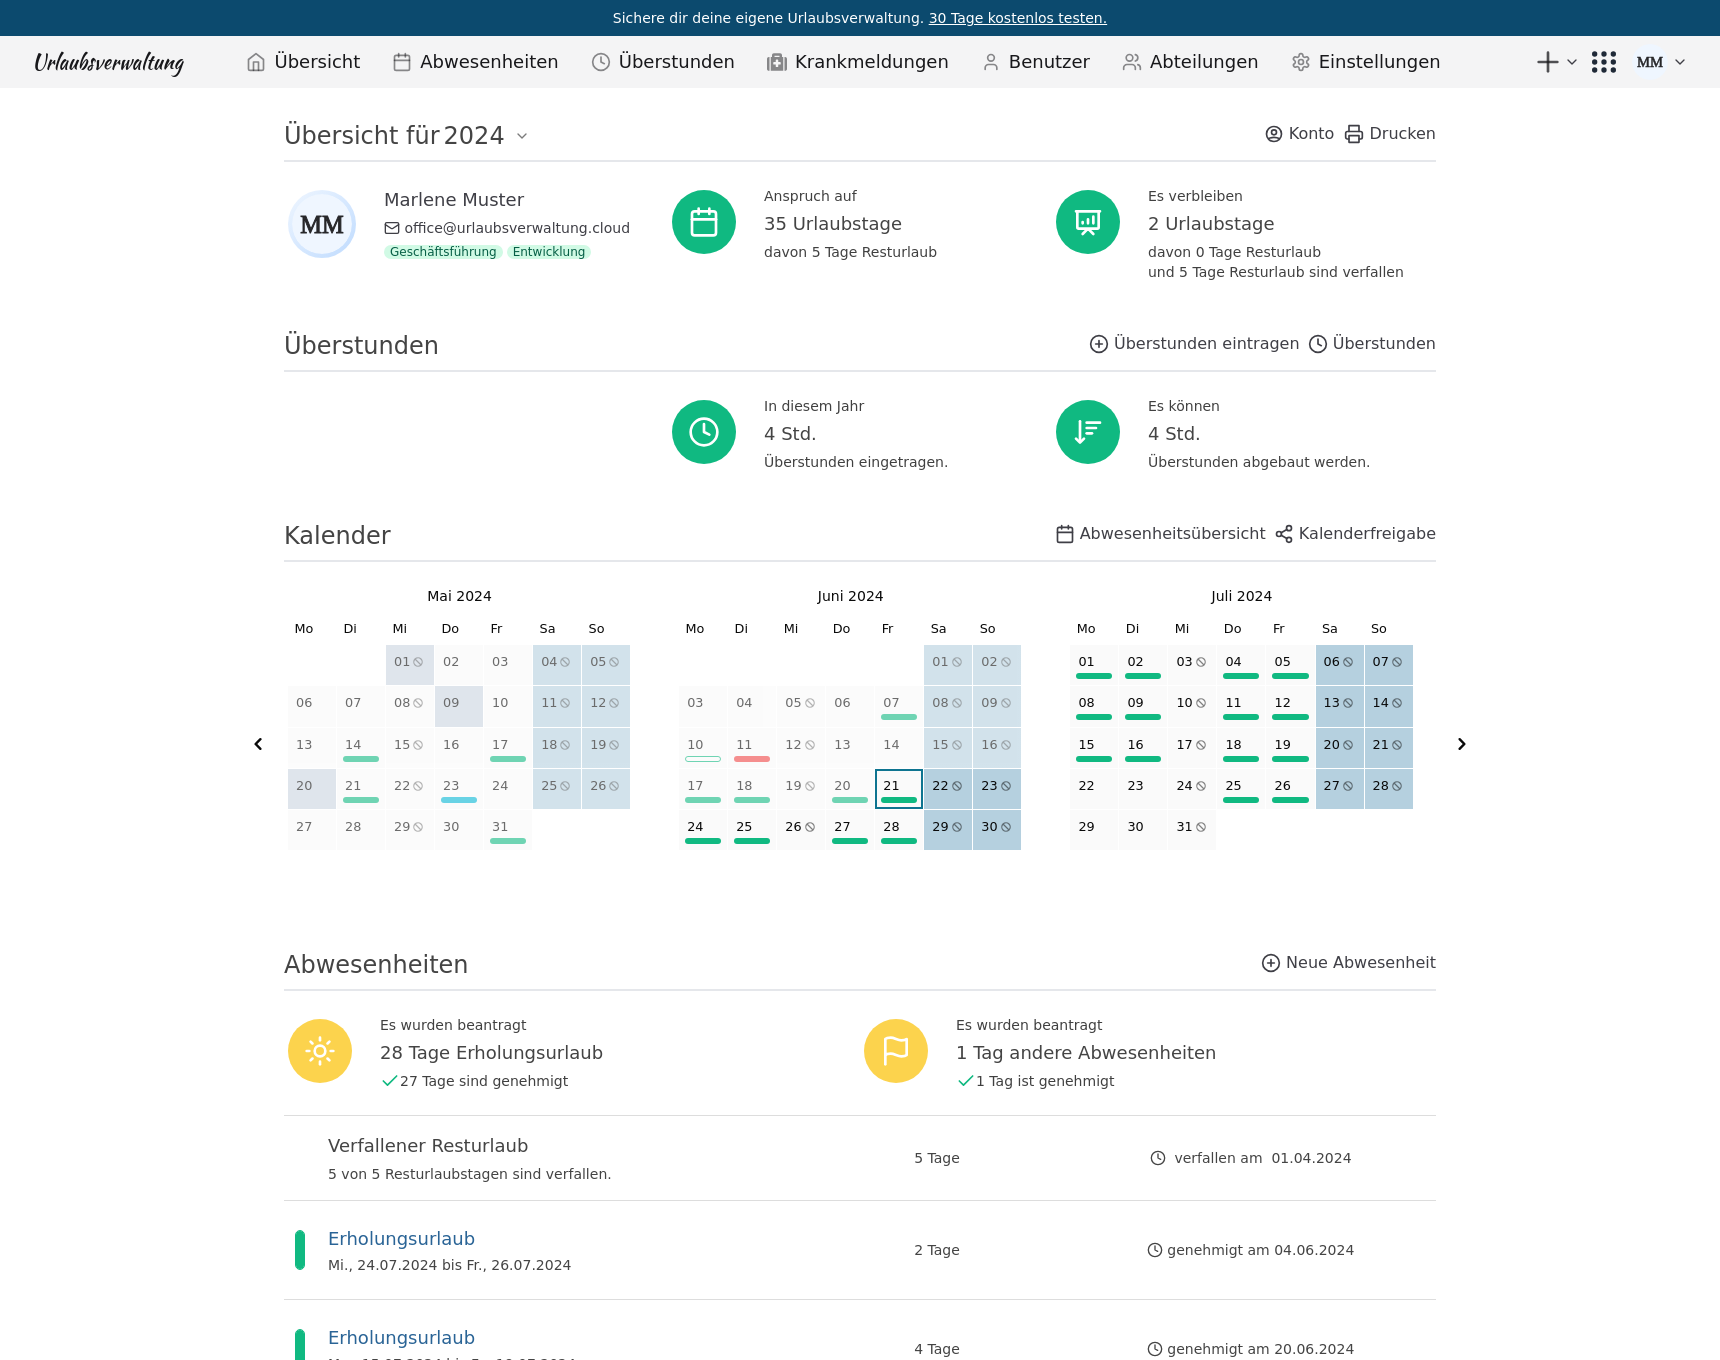 Sichere dir deine eigene Urlaubsverwaltung. 30 Tage kostenlos testen.
Urlaubsverwaltung Übersicht Abwesenheiten Überstunden Krankmeldungen Benutzer Abteilungen Einstellungen MM
Übersicht für 2024 Konto Drucken
MM
Marlene Muster
office@urlaubsverwaltung.cloud
Geschäftsführung Entwicklung
Anspruch auf
35 Urlaubstage
davon 5 Tage Resturlaub
Es verbleiben
2 Urlaubstage
davon 0 Tage Resturlaub
und 5 Tage Resturlaub sind verfallen
Überstunden Überstunden eintragen Überstunden
In diesem Jahr
4 Std.
Überstunden eingetragen.
Es können
4 Std.
Überstunden abgebaut werden.
Kalender Abwesenheitsübersicht Kalenderfreigabe
Mai 2024
Mo Di Mi Do Fr Sa So
01 02 03 04 05
06 07 08 09 10 11 12
13 14 15 16 17 18 19
20 21 22 23 24 25 26
27 28 29 30 31
Juni 2024
Mo Di Mi Do Fr Sa So
01 02
03 04 05 06 07 08 09
10 11 12 13 14 15 16
17 18 19 20 21 22 23
24 25 26 27 28 29 30
Juli 2024
Mo Di Mi Do Fr Sa So
01 02 03 04 05 06 07
08 09 10 11 12 13 14
15 16 17 18 19 20 21
22 23 24 25 26 27 28
29 30 31
Abwesenheiten Neue Abwesenheit
Es wurden beantragt
28 Tage Erholungsurlaub
27 Tage sind genehmigt
Es wurden beantragt
1 Tag andere Abwesenheiten
1 Tag ist genehmigt
Verfallener Resturlaub
5 von 5 Resturlaubstagen sind verfallen.
5 Tage
verfallen am 01.04.2024
Erholungsurlaub
Mi., 24.07.2024 bis Fr., 26.07.2024
2 Tage
genehmigt am 04.06.2024
Erholungsurlaub
4 Tage
genehmigt am 20.06.2024